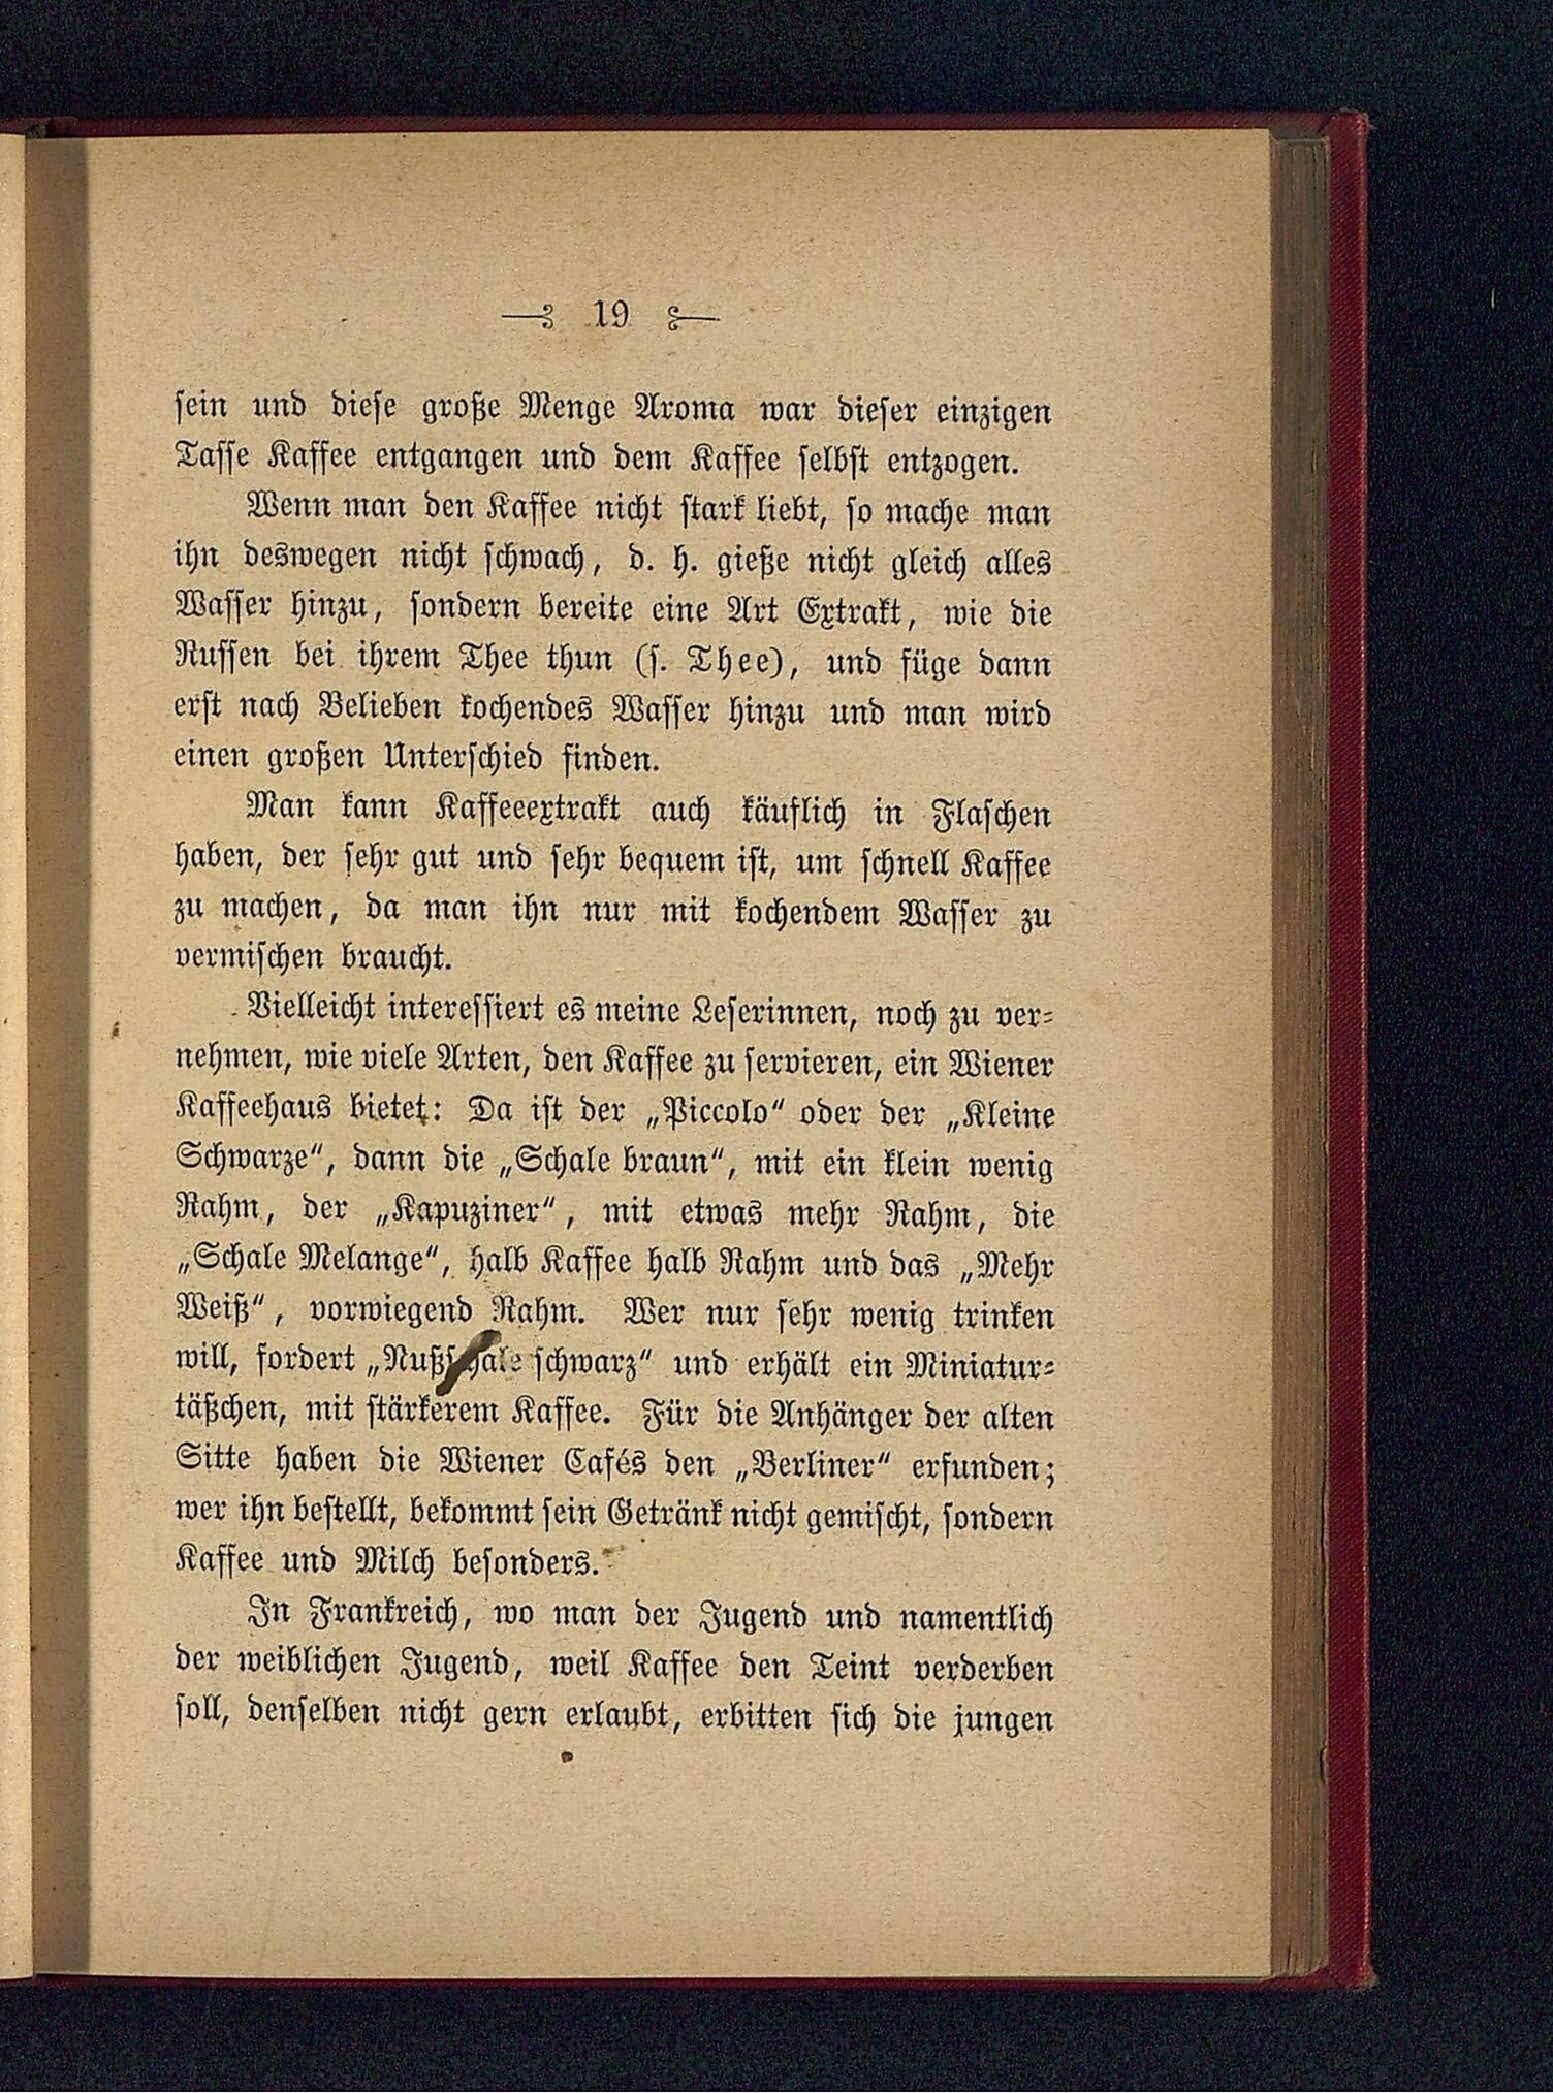 19
sein und diese große Menge Aroma war dieser einzigen
Tasse Kaffee entgangen und dem Kaffee selbst entzogen.
Wenn man den Kaffee nicht stark liebt, so mache man
ihn deswegen nicht schwach, d. h. gieße nicht gleich alles
Wasser hinzu, sondern bereite eine Art Extrakt, wie die
Russen bei ihrem Thee thun (s. Thee), und füge dann
erst nach Belieben kochendes Wasser hinzu und man wird
einen großen Unterschied finden.
Man kann Kaffeeextrakt auch käuflich in Flaschen
haben, der sehr gut und sehr bequem ist, um schnell Kaffee
zu machen, da man ihn nur mit kochendem Wasser zu
vermischen braucht.
Vielleicht interessiert es meine Leserinnen, noch zu ver-
nehmen, wie viele Arten, den Kaffee zu servieren, ein Wiener
Kaffeehaus bietet: Da ist der „Piccolo“ oder der „Kleine
Schwarze“, dann die „Schale braun“, mit ein klein wenig
Rahm, der „Kapuziner“, mit etwas mehr Rahm, die
„Schale Melange“, halb Kaffee halb Rahm und das „Mehr
Weiß“, vorwiegend Rahm. Wer nur sehr wenig trinken
will, fordert „Nußschale schwarz“ und erhält ein Miniatur-
täßchen, mit stärkerem Kaffee. Für die Anhänger der alten
Sitte haben die Wiener Cafés den „Berliner“ erfunden;
wer ihn bestellt, bekommt sein Getränk nicht gemischt, sondern
Kaffee und Milch besonders.
In Frankreich, wo man der Jugend und namentlich
der weiblichen Jugend, weil Kaffee den Teint verderben
soll, denselben nicht gern erlaubt, erbitten sich die jungen